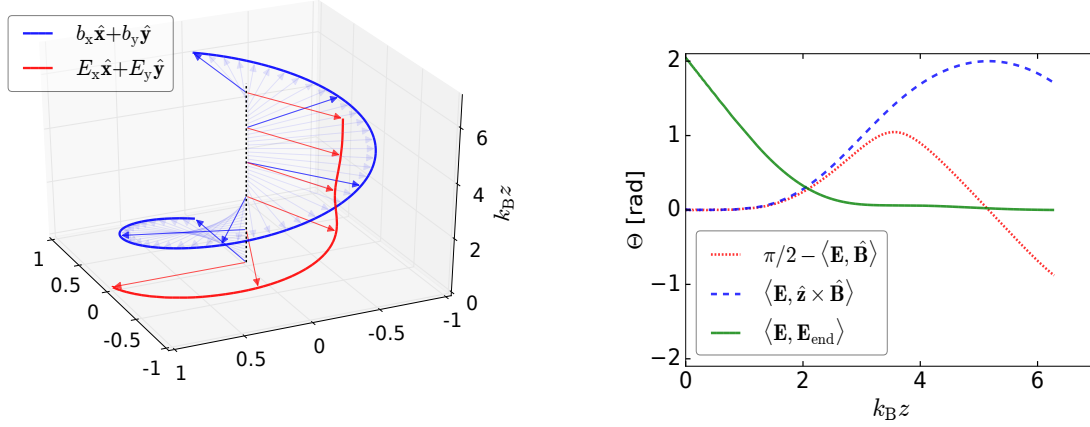 b_x x̂+b_y ŷ
E_x x̂+E_y ŷ
6
4
2
0
k_B z
1
0.5
0
-0.5
-1
1
0.5
0
-0.5
-1
2
1
0
−1
−2
Θ [rad]
π/2−⟨E, B̂⟩
⟨E, ẑ × B̂⟩
⟨E, E_end⟩
0 2 4 6
k_B z